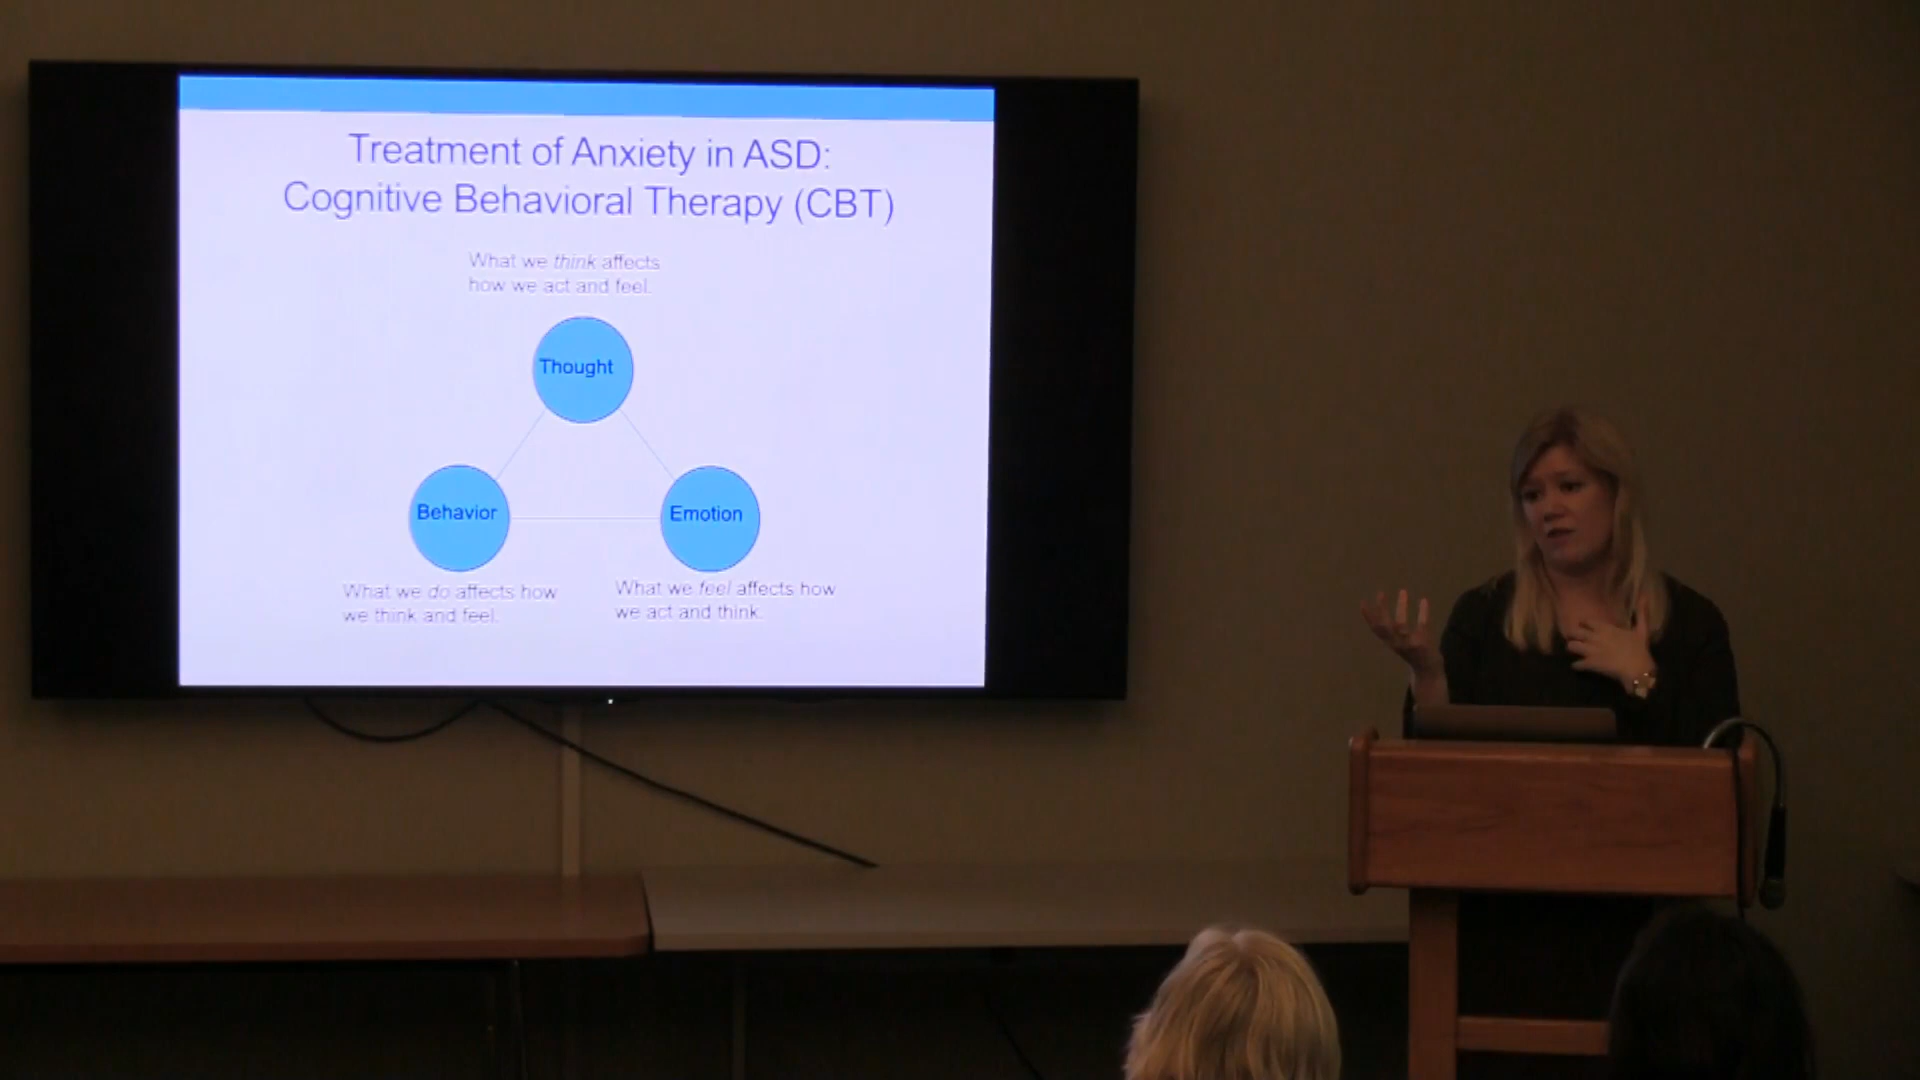 Treatment of Anxiety in ASD:
Cognitive Behavioral Therapy (CBT)
What we think affects
how we act and feel.
Thought
Behavior
Emotion
What we do affects how
we think and feel.
What we feel affects how
we act and think.